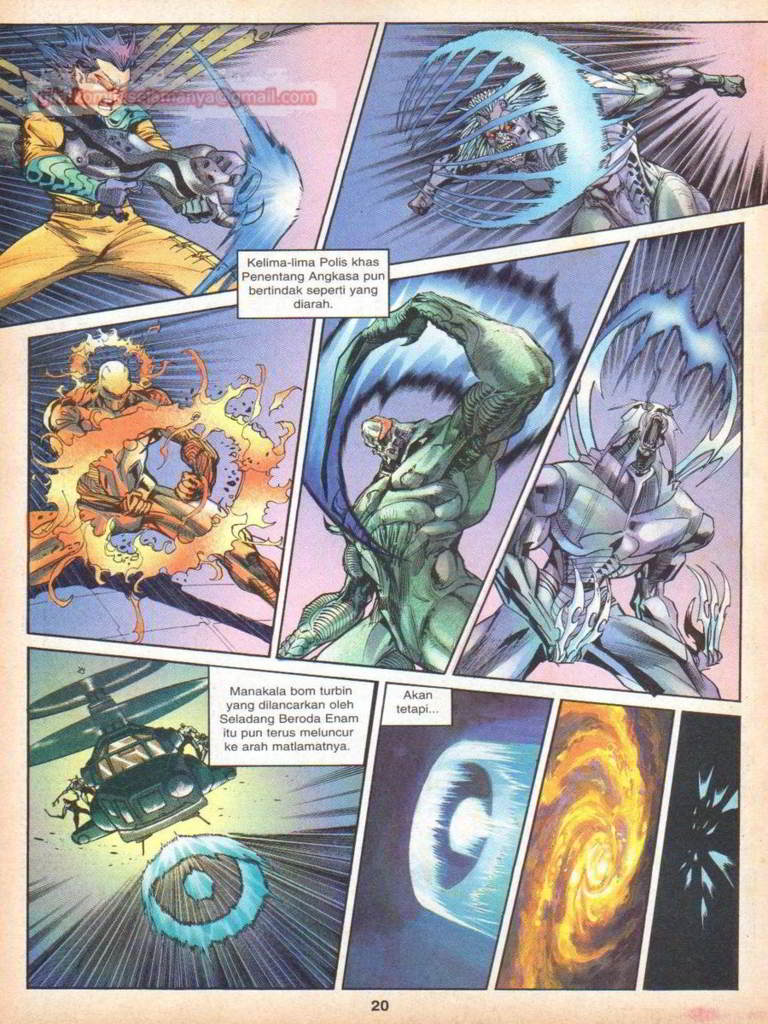 Kelima-lima Polis khas
Penentang Angkasa pun
bertindak seperti yang
diarah.
Manakala bom turbin
yang dilancarkan oleh
Seladang Beroda Enam
itu pun terus meluncur
ke arah matlamatnya.
Akan
tetapi...
20